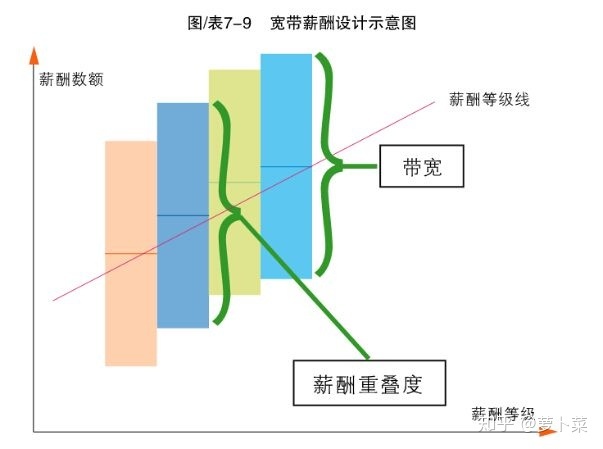 图/表7-9 宽带薪酬设计示意图
薪酬数额
薪酬等级线
带宽
薪酬重叠度
薪酬等级
知乎 @萝卜菜